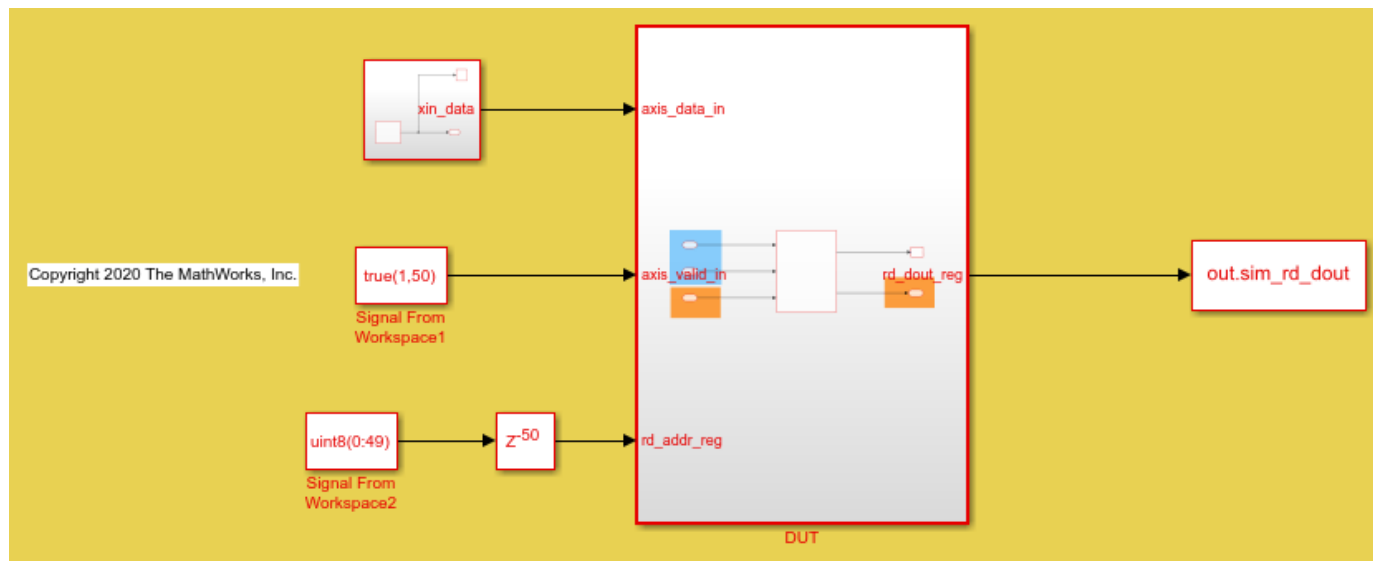 xin_data
axis_data_in
Copyright 2020 The MathWorks, Inc.
true(1,50)
Signal From
Workspace1
axis_valid_in
rd_dout_reg
out.sim_rd_dout
uint8(0:49)
Signal From
Workspace2
Z-50
rd_addr_reg
DUT